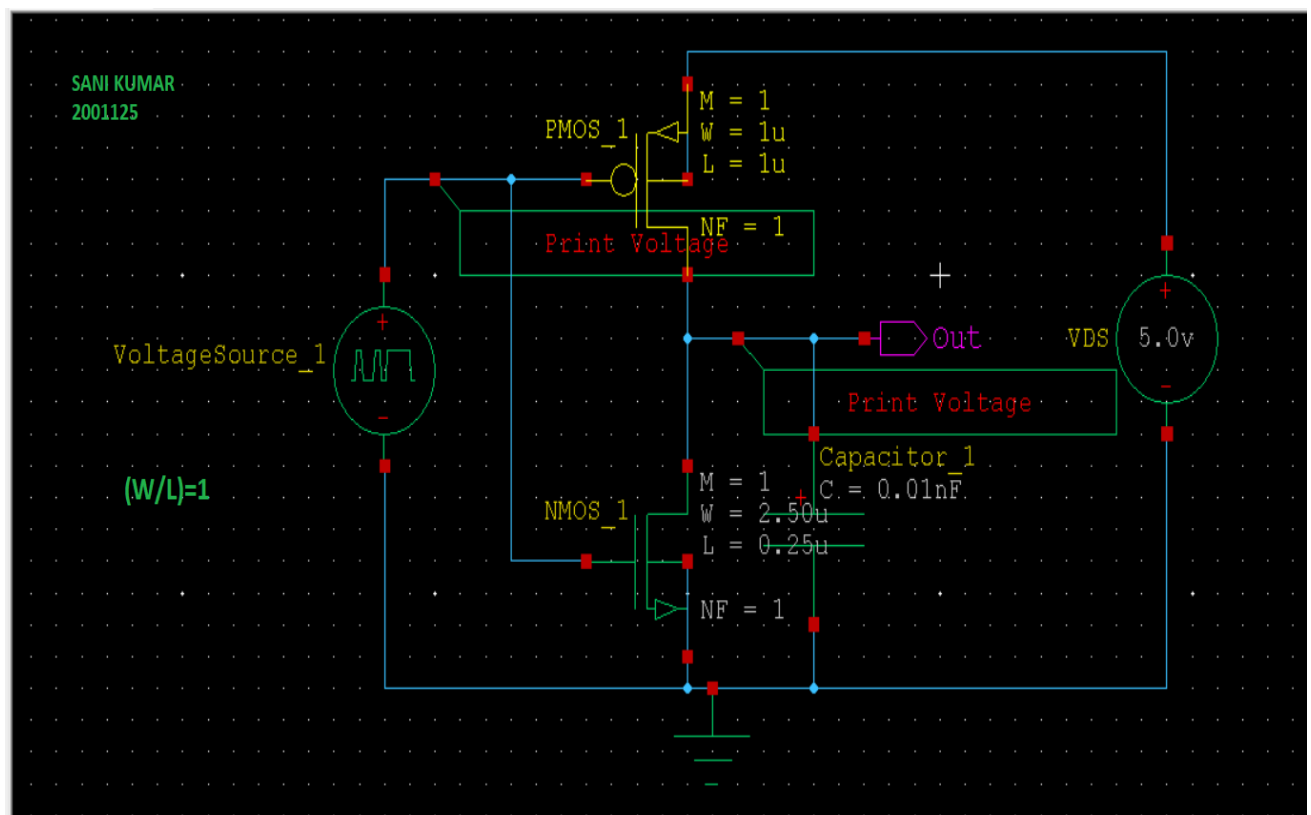 SANI KUMAR
2001125
PMOS_1
M = 1
W = 1u
L = 1u
NF = 1
Print Voltage
VoltageSource_1
Out
VDS
5.0v
Print Voltage
(W/L)=1
Capacitor_1
C = 0.01nF
NMOS_1
M = 1
W = 2.50u
L = 0.25u
NF = 1